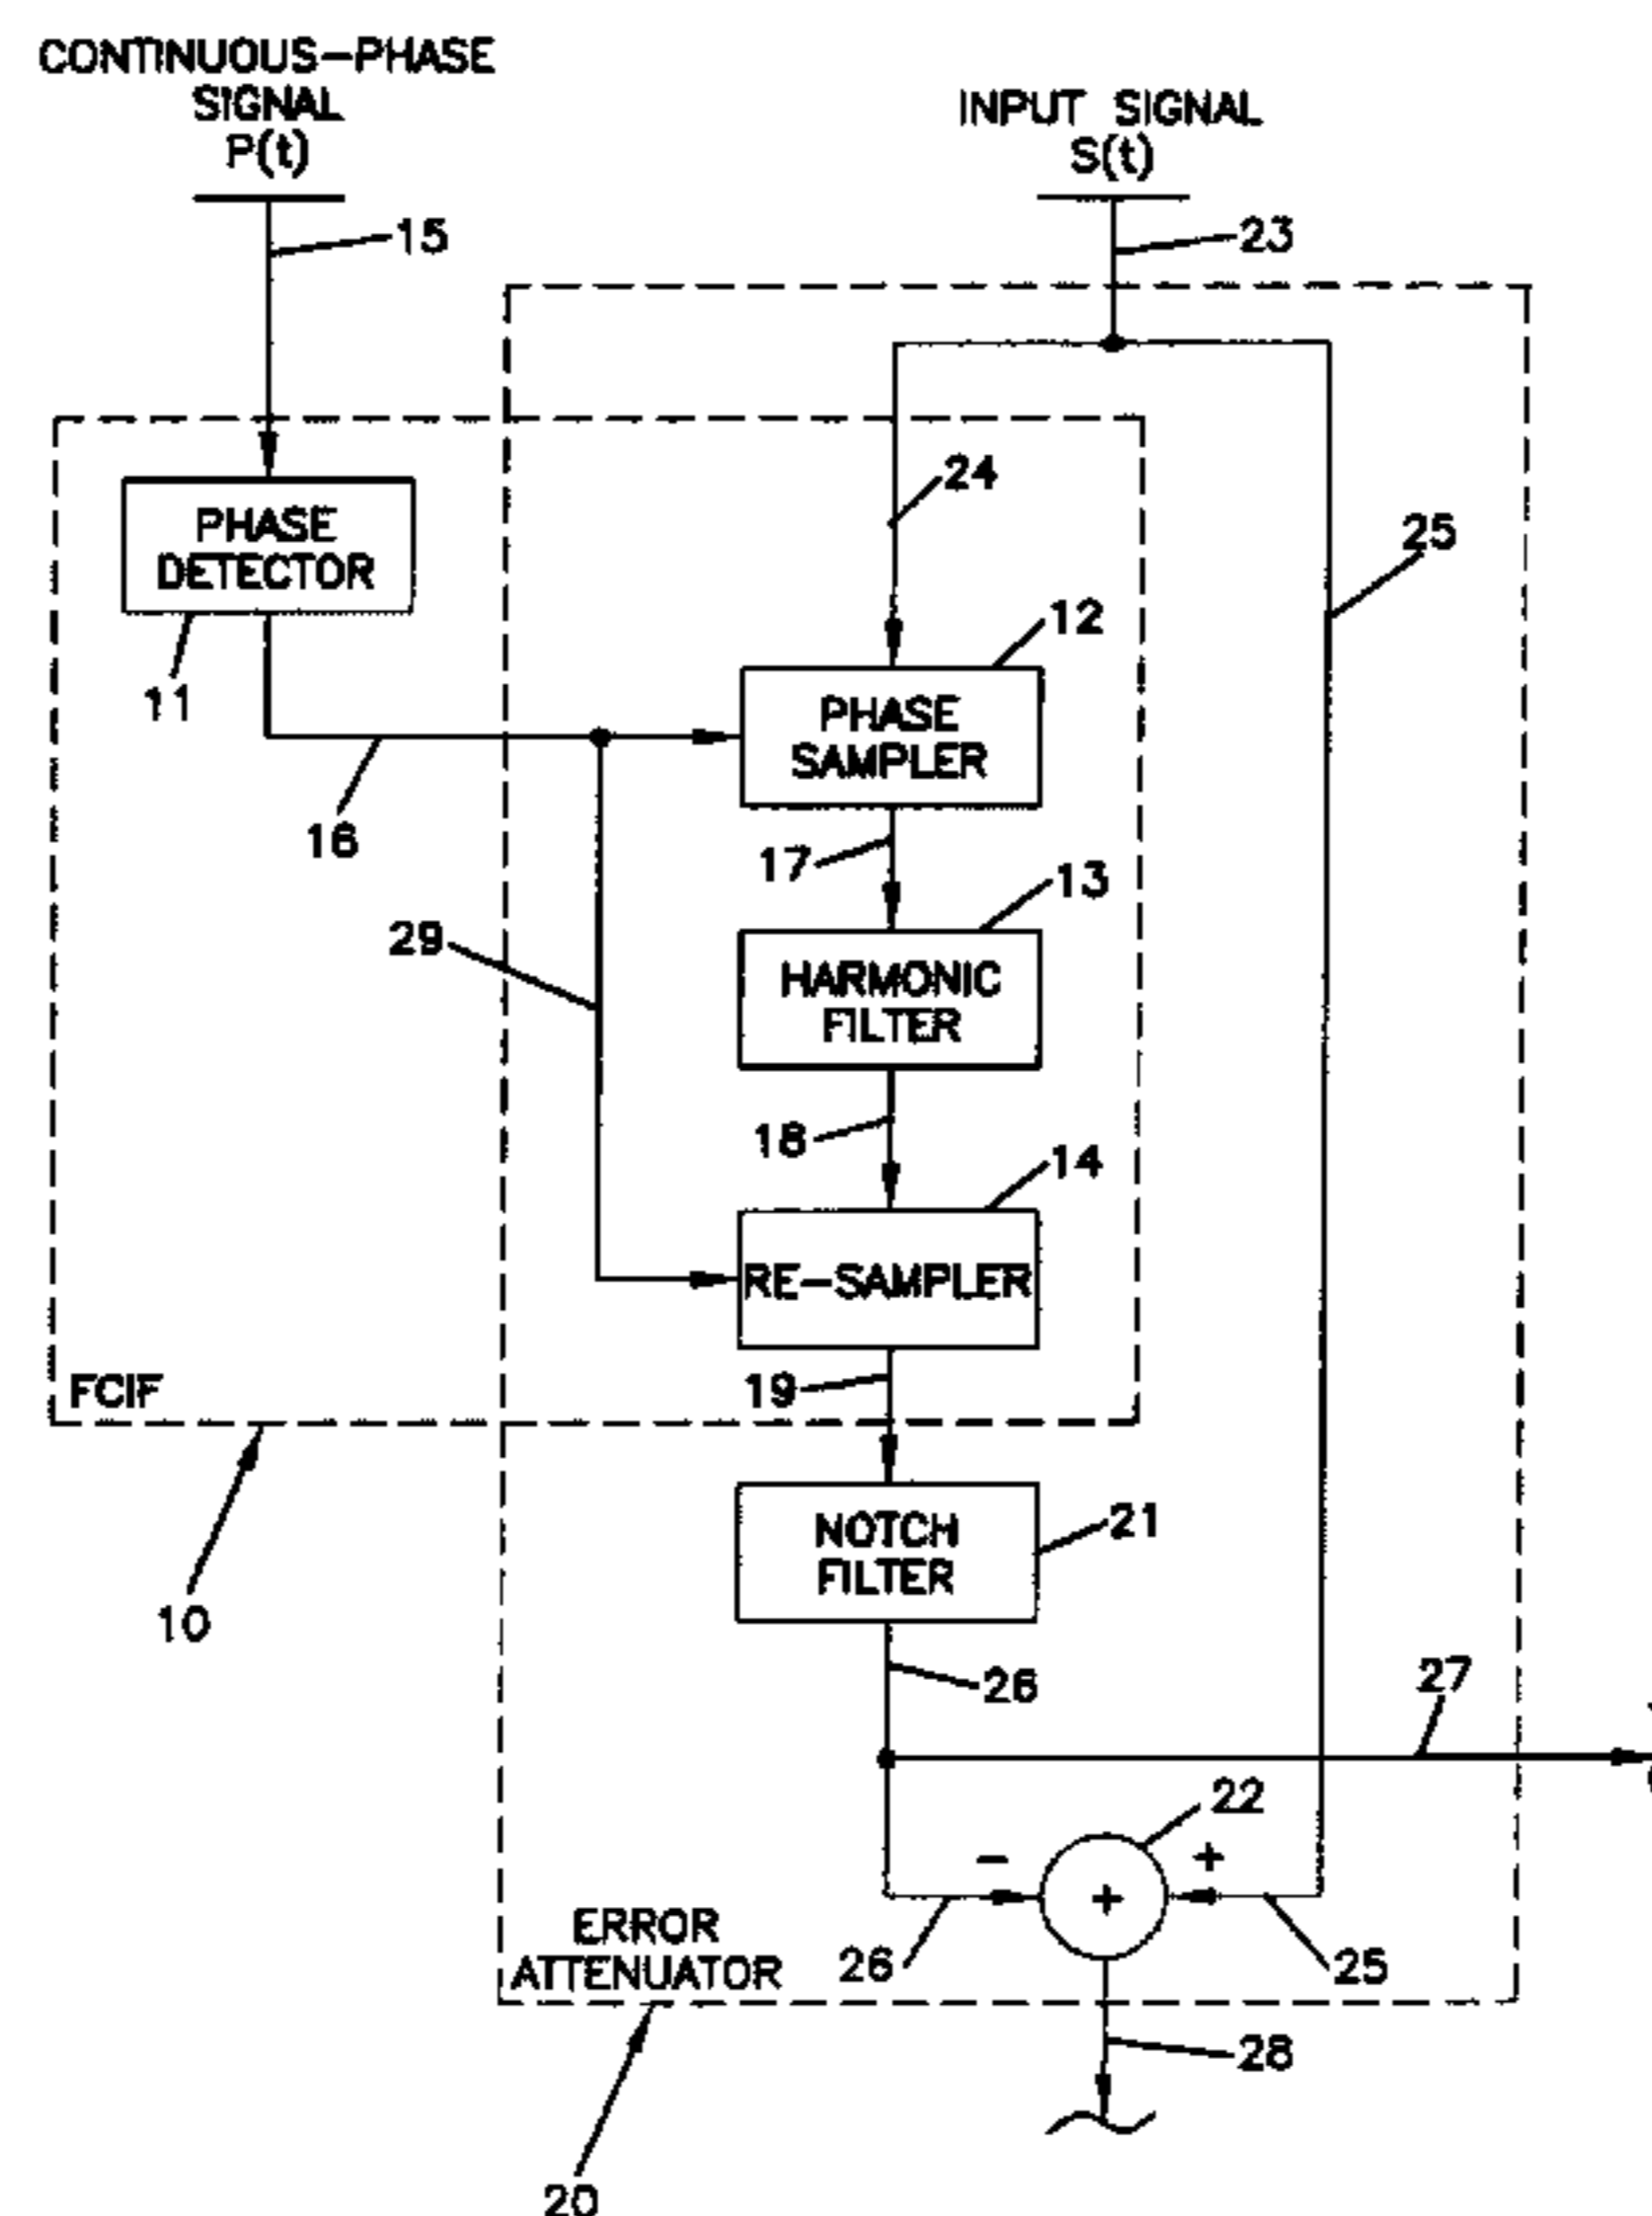 CONTINUOUS-PHASE
SIGNAL
P(t)
INPUT SIGNAL
S(t)
15
23
24
25
PHASE
DETECTOR
11
12
PHASE
SAMPLER
16
17
13
29
HARMONIC
FILTER
18
14
RE-SAMPLER
19
FCIF
10
NOTCH
FILTER
21
26
27
22
-
+
+
ERROR
ATTENUATOR
26
25
28
20